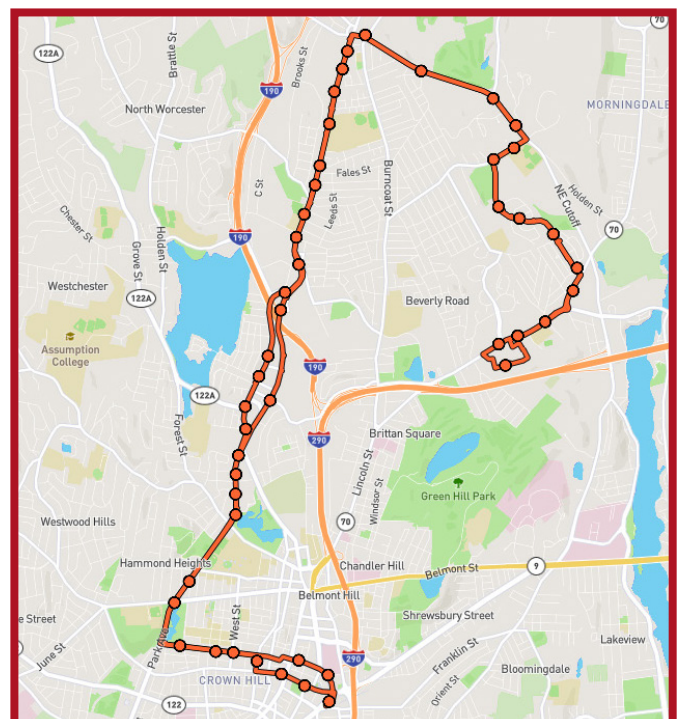 70
122A
Brattle St
Brooks St
190
North Worcester
MORNINGDALE
Fales St
C St
Burncoat St
Leeds St
Holden St
NE Cutoff
Chester St
Holden St
70
190
Grove St
Westchester
122A
Beverly Road
Assumption
College
190
122A
Forest St
290
Brittan Square
Lincoln St
Windsor St
Green Hill Park
Westwood Hills
70
Hammond Heights
Chandler Hill
Belmont St
9
Belmont Hill
e Street
West St
Shrewsbury Street
Park Ave
June St
290
Franklin St
Lakeview
CROWN HILL
Orient St
Bloomingdale
122